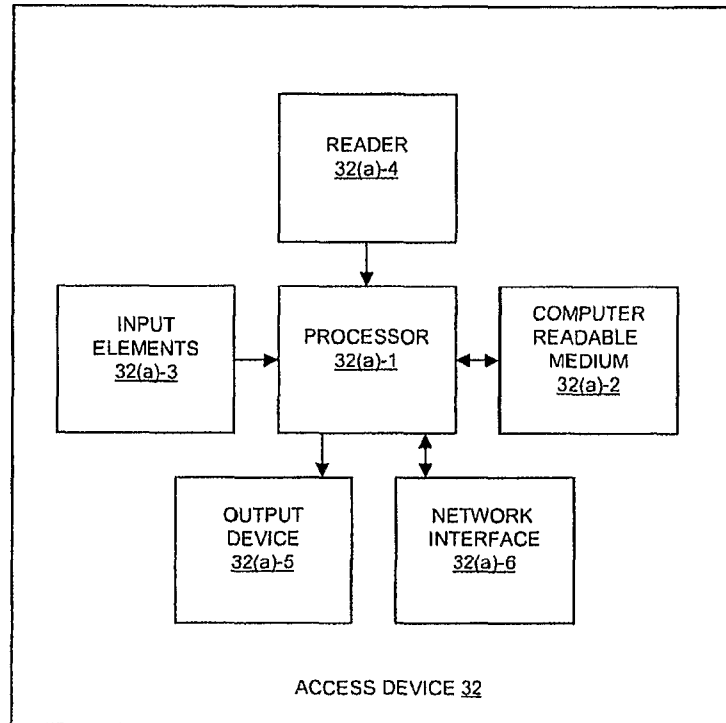 READER
32(a)-4
INPUT
ELEMENTS
32(a)-3
PROCESSOR
32(a)-1
COMPUTER
READABLE
MEDIUM
32(a)-2
OUTPUT
DEVICE
32(a)-5
NETWORK
INTERFACE
32(a)-6
ACCESS DEVICE 32